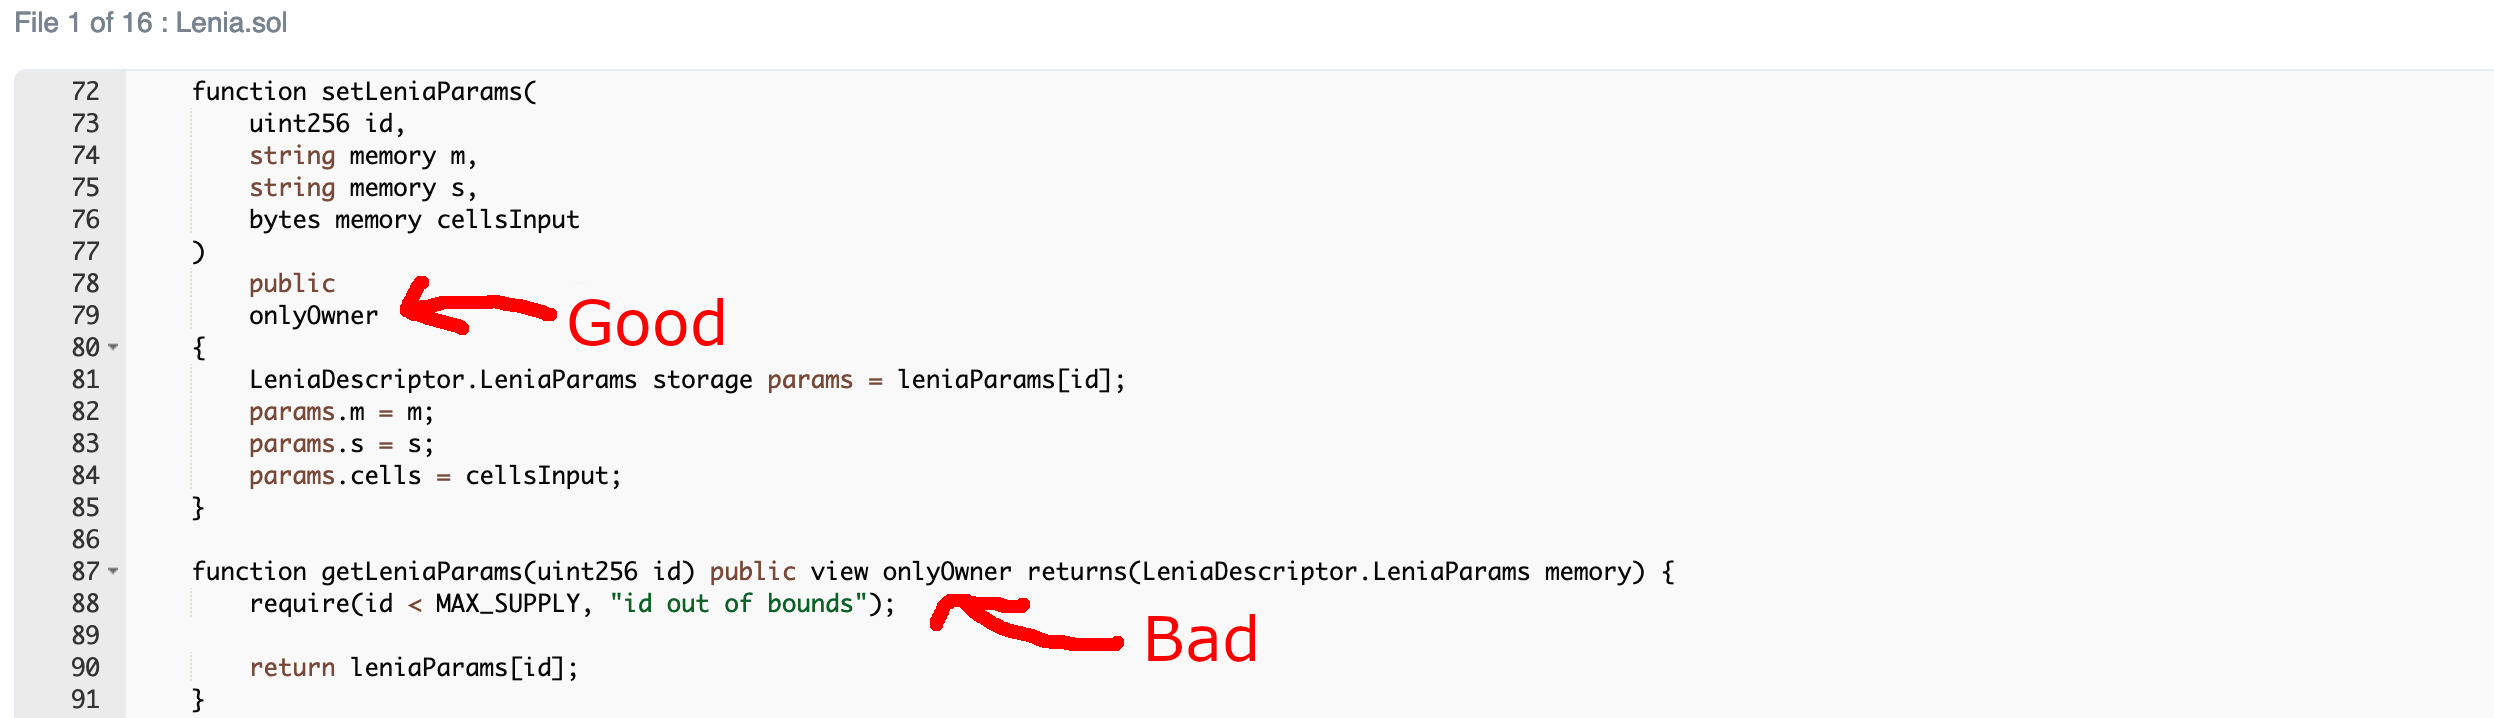 File 1 of 16 : Lenia.sol
72 function setLeniaParams(
73 uint256 id,
74 string memory m,
75 string memory s,
76 bytes memory cellsInput
77 )
78 public
79 onlyOwner
Good
80 {
81 LeniaDescriptor.LeniaParams storage params = leniaParams[id];
82 params.m = m;
83 params.s = s;
84 params.cells = cellsInput;
85 }
86
87 function getLeniaParams(uint256 id) public view onlyOwner returns(LeniaDescriptor.LeniaParams memory) {
88 require(id < MAX_SUPPLY, "id out of bounds");
89
Bad
90 return leniaParams[id];
91 }